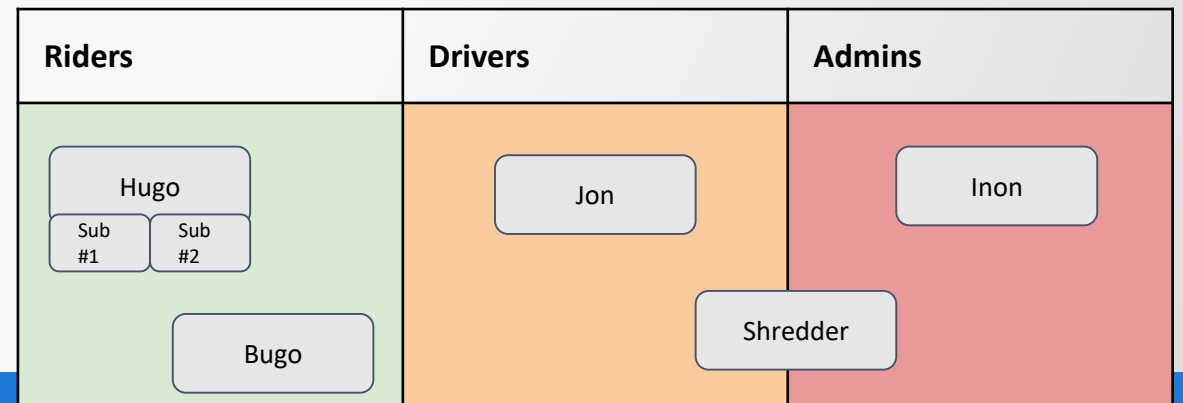 Riders
Drivers
Admins
Hugo
Sub
#1
Sub
#2
Jon
Inon
Shredder
Bugo